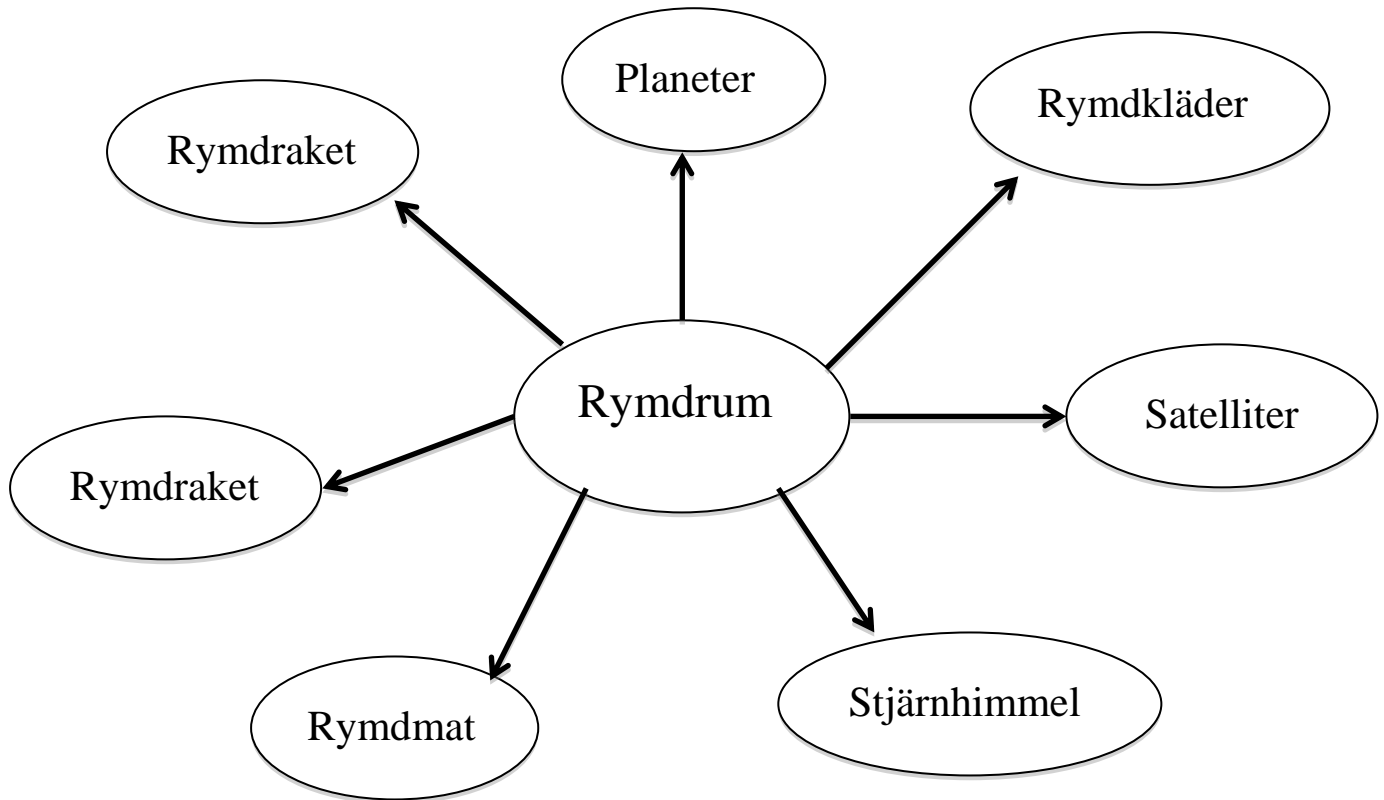 Planeter
Rymdkläder
Rymdraket
Rymdrum
Satelliter
Rymdraket
Stjärnhimmel
Rymdmat